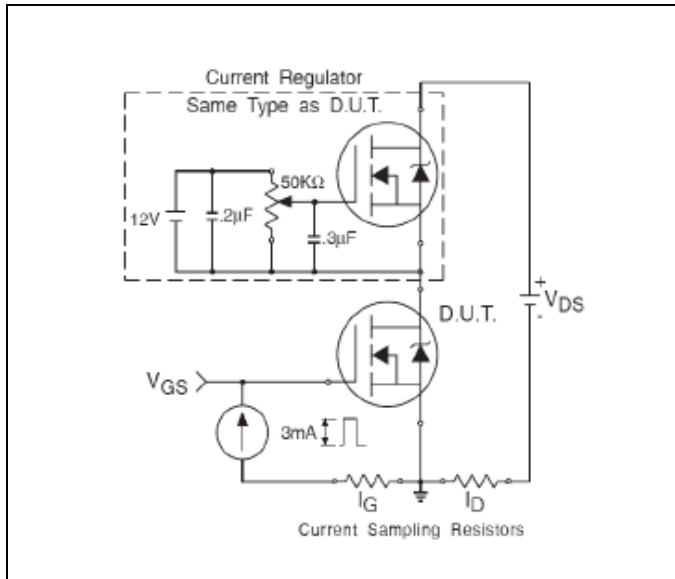 Current Regulator
Same Type as D.U.T.
50KΩ
12V
.2µF
.3µF
D.U.T.
+
VDS
-
VGS
3mA
IG
ID
Current Sampling Resistors